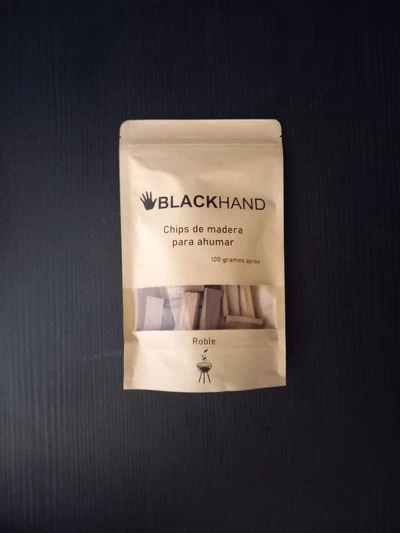 BLACKHAND
Chips de madera
para ahumar
100 gramos aprox
Roble